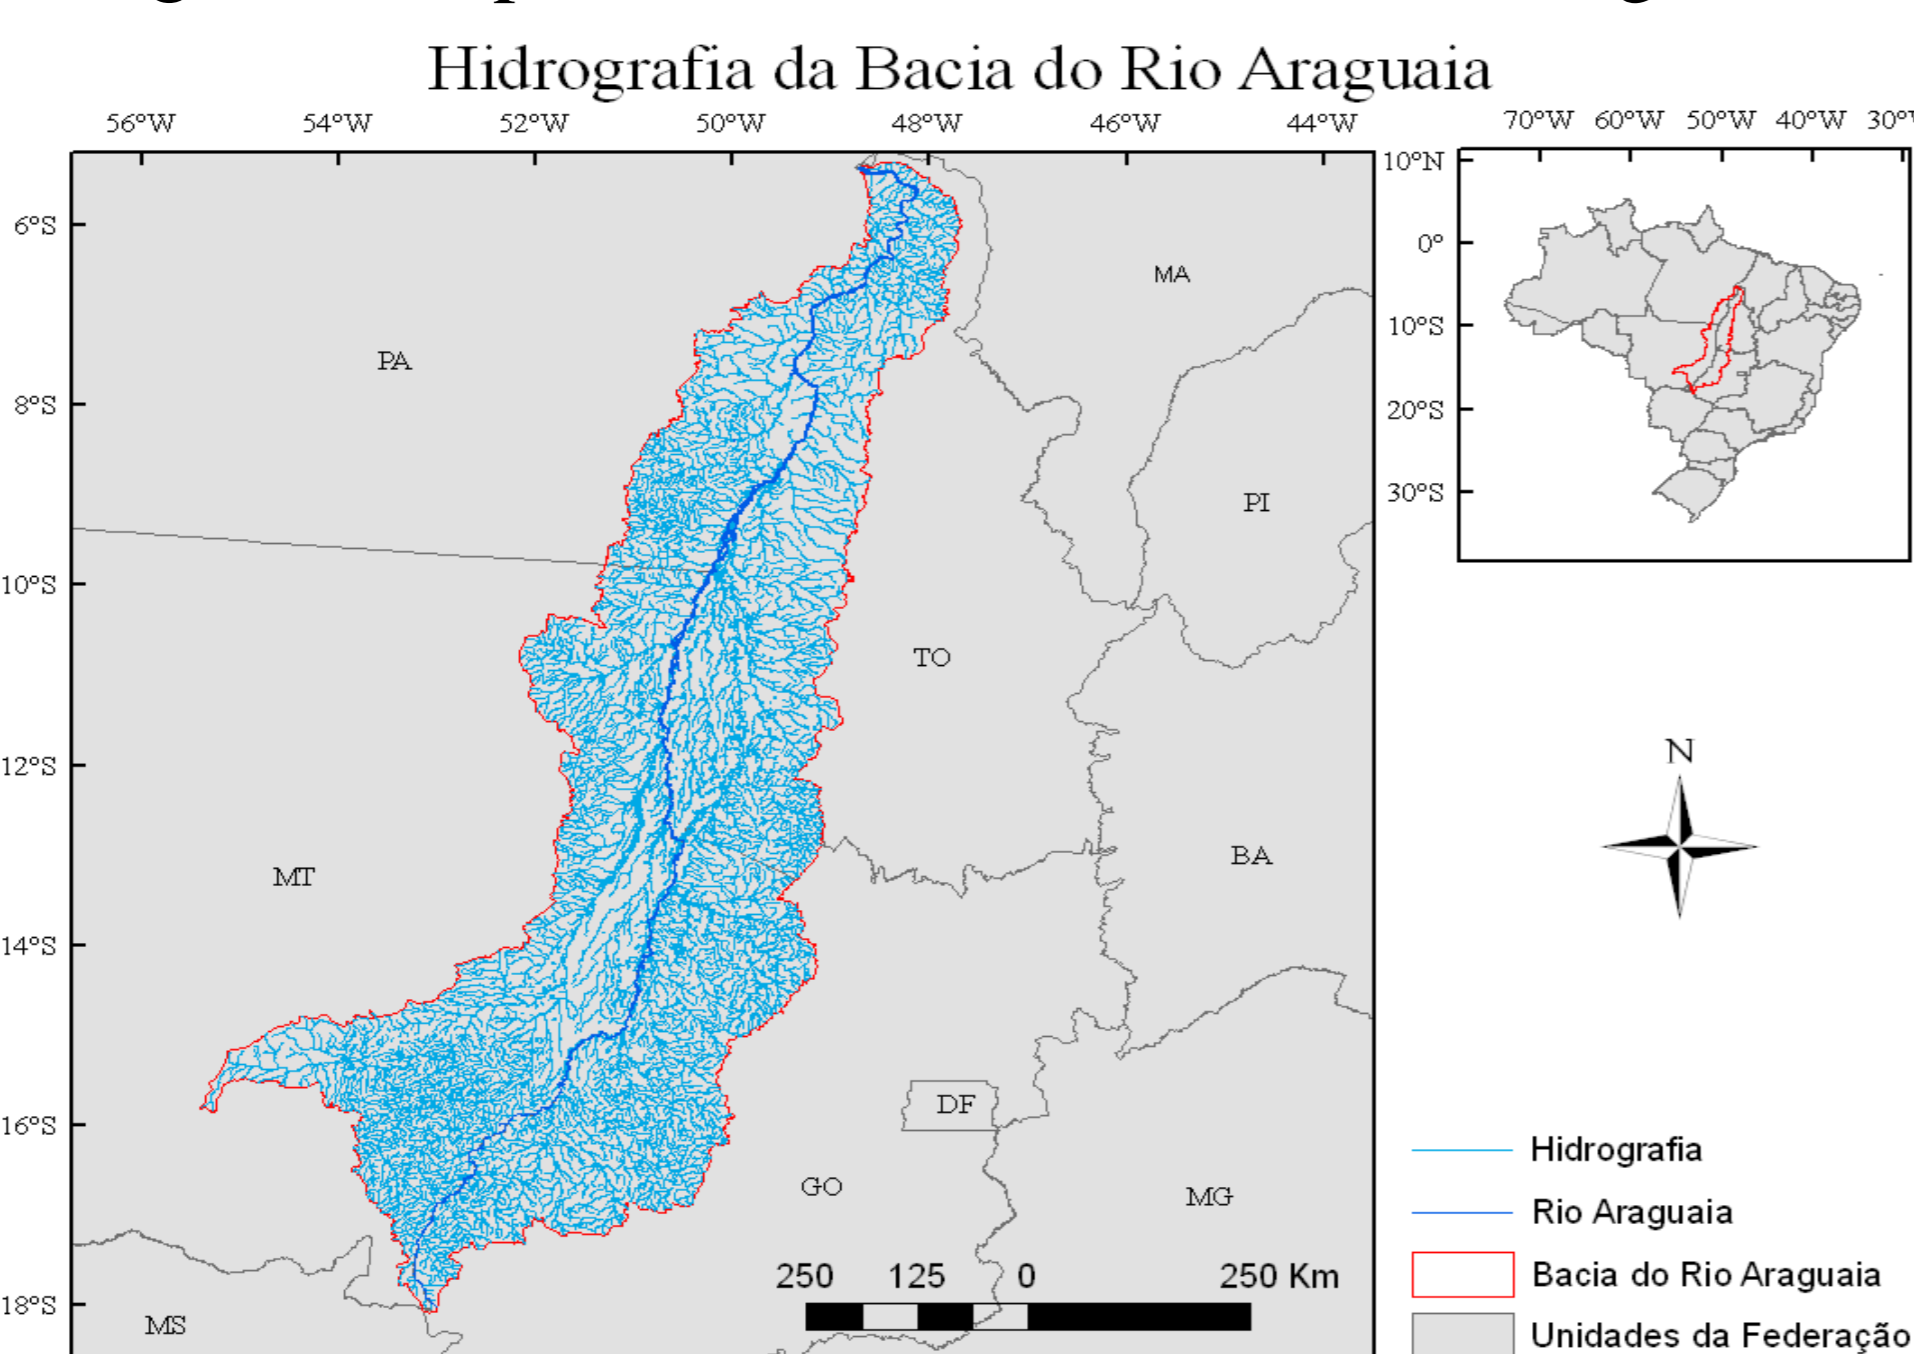 Hidrografia da Bacia do Rio Araguaia
56°W 54°W 52°W 50°W 48°W 46°W 44°W
70°W 60°W 50°W 40°W
10°N
0°
10°S
20°S
30°S
6°S
8°S
10°S
12°S
14°S
16°S
18°S
MA
PA
PI
TO
BA
MT
DF
GO
MG
MS
N
250 125 0 250 Km
Hidrografia
Rio Araguaia
Bacia do Rio Araguaia
Unidades da Federação